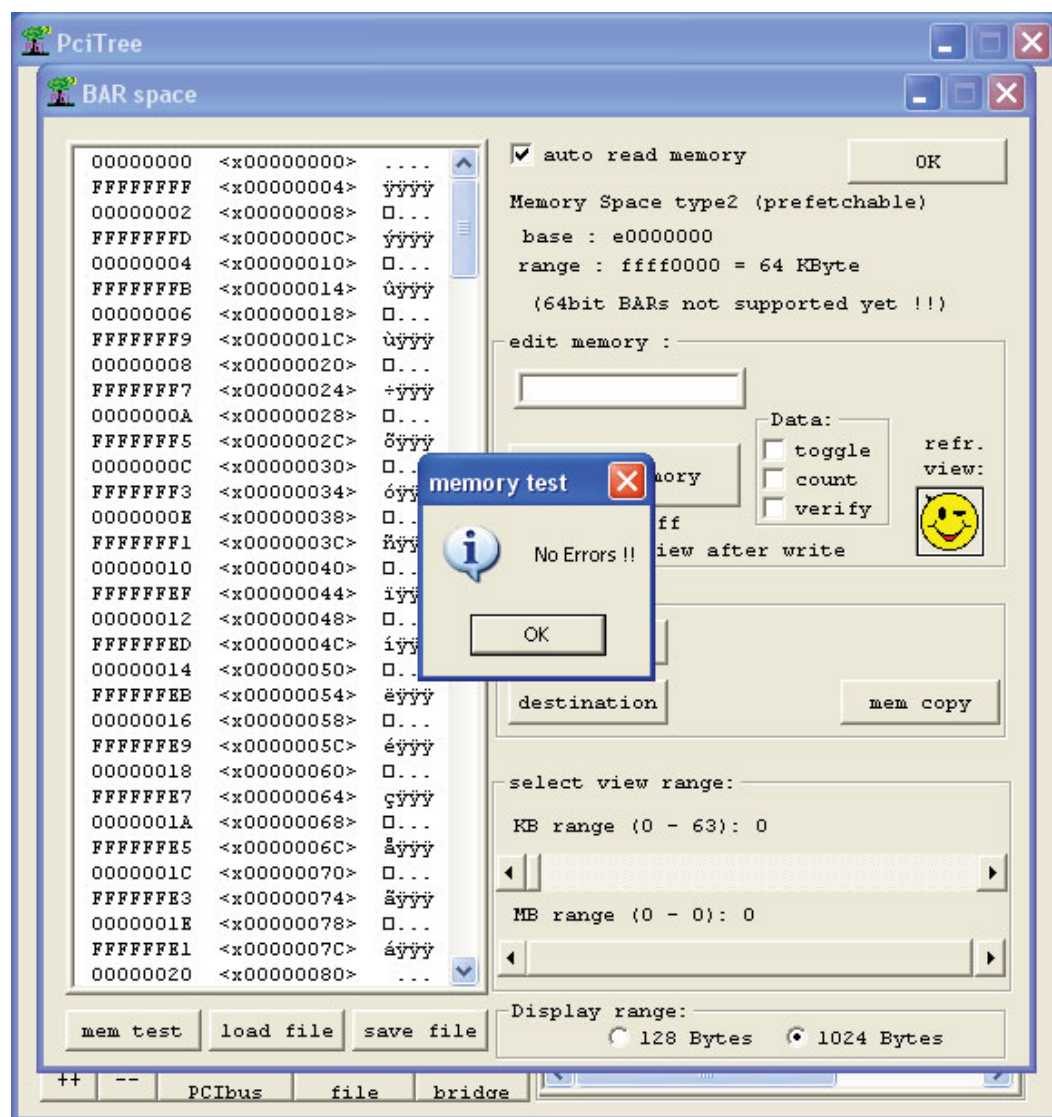 PciTree
BAR space
00000000 <x00000000> ....
FFFFFFFF <x00000004> ÿÿÿÿ
00000002 <x00000008> □...
FFFFFFFD <x0000000C> ýÿÿÿ
00000004 <x00000010> □...
FFFFFFFB <x00000014> ûÿÿÿ
00000006 <x00000018> □...
FFFFFFF9 <x0000001C> ùÿÿÿ
00000008 <x00000020> □...
FFFFFFF7 <x00000024> ÷ÿÿÿ
0000000A <x00000028> □...
FFFFFFF5 <x0000002C> õÿÿÿ
0000000C <x00000030> □..
FFFFFFF3 <x00000034> óÿÿ
0000000E <x00000038> □..
FFFFFFF1 <x0000003C> ñÿÿ
00000010 <x00000040> □..
FFFFFFEF <x00000044> ïÿÿ
00000012 <x00000048> □..
FFFFFFED <x0000004C> íÿÿ
00000014 <x00000050> □..
FFFFFFEB <x00000054> ëÿÿÿ
00000016 <x00000058> □...
FFFFFFE9 <x0000005C> éÿÿÿ
00000018 <x00000060> □...
FFFFFFE7 <x00000064> çÿÿÿ
0000001A <x00000068> □...
FFFFFFE5 <x0000006C> åÿÿÿ
0000001C <x00000070> □...
FFFFFFE3 <x00000074> ãÿÿÿ
0000001E <x00000078> □...
FFFFFFE1 <x0000007C> áÿÿÿ
00000020 <x00000080> ...
mem test load file save file
auto read memory OK
Memory Space type2 (prefetchable)
base : e0000000
range : ffff0000 = 64 KByte
(64bit BARs not supported yet !!)
edit memory :
Data:
toggle
count
verify
refr.
view:
ory
ff
iew after write
memory test
No Errors !!
OK
destination mem copy
select view range:
KB range (0 - 63): 0
MB range (0 - 0): 0
Display range:
128 Bytes 1024 Bytes
++ -- PCIbus file bridge